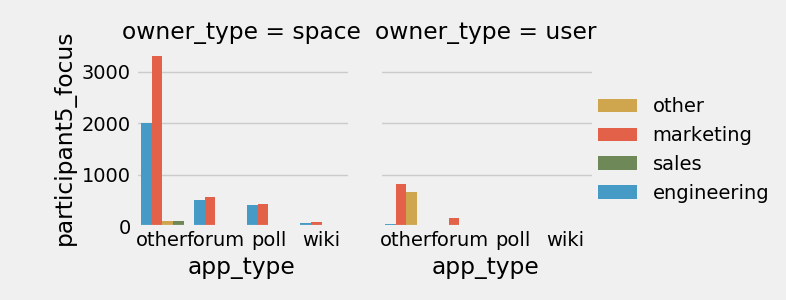 owner_type = space
owner_type = user
participant5_focus
3000
2000
1000
0
other forum poll wiki
other forum poll wiki
app_type
app_type
other
marketing
sales
engineering